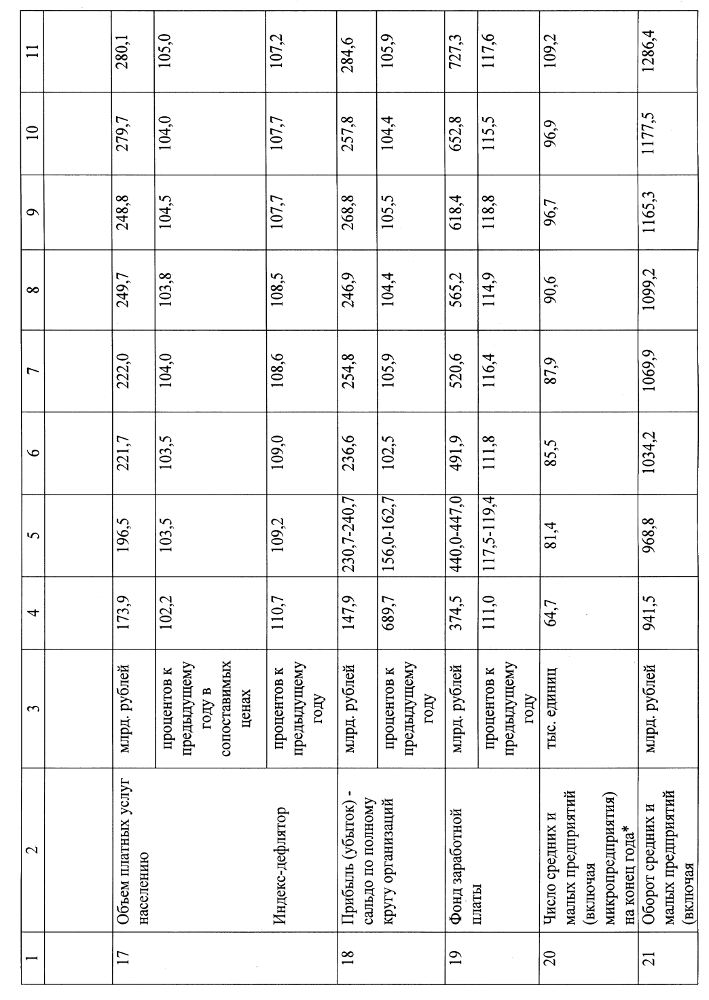 1 2 3 4 5 6 7 8 9 10 11
17 Объем платных услуг млрд. рублей 173,9 196,5 221,7 222,0 249,7 248,8 279,7 280,1
населению
процентов к 102,2 103,5 103,5 104,0 103,8 104,5 104,0 105,0
предыдущему
году в
сопоставимых
ценах
Индекс-дефлятор процентов к 110,7 109,2 109,0 108,6 108,5 107,7 107,7 107,2
предыдущему
году
18 Прибыль (убыток) - млрд. рублей 147,9 230,7-240,7 236,6 254,8 246,9 268,8 257,8 284,6
сальдо по полному
кругу организаций процентов к 689,7 156,0-162,7 102,5 105,9 104,4 105,5 104,4 105,9
предыдущему
году
19 Фонд заработной млрд. рублей 374,5 440,0-447,0 491,9 520,6 565,2 618,4 652,8 727,3
платы процентов к 111,0 117,5-119,4 111,8 116,4 114,9 118,8 115,5 117,6
предыдущему
году
20 Число средних и тыс. единиц 64,7 81,4 85,5 87,9 90,6 96,7 96,9 109,2
малых предприятий
(включая
микропредприятия)
на конец года*
21 Оборот средних и млрд. рублей 941,5 968,8 1034,2 1069,9 1099,2 1165,3 1177,5 1286,4
малых предприятий
(включая